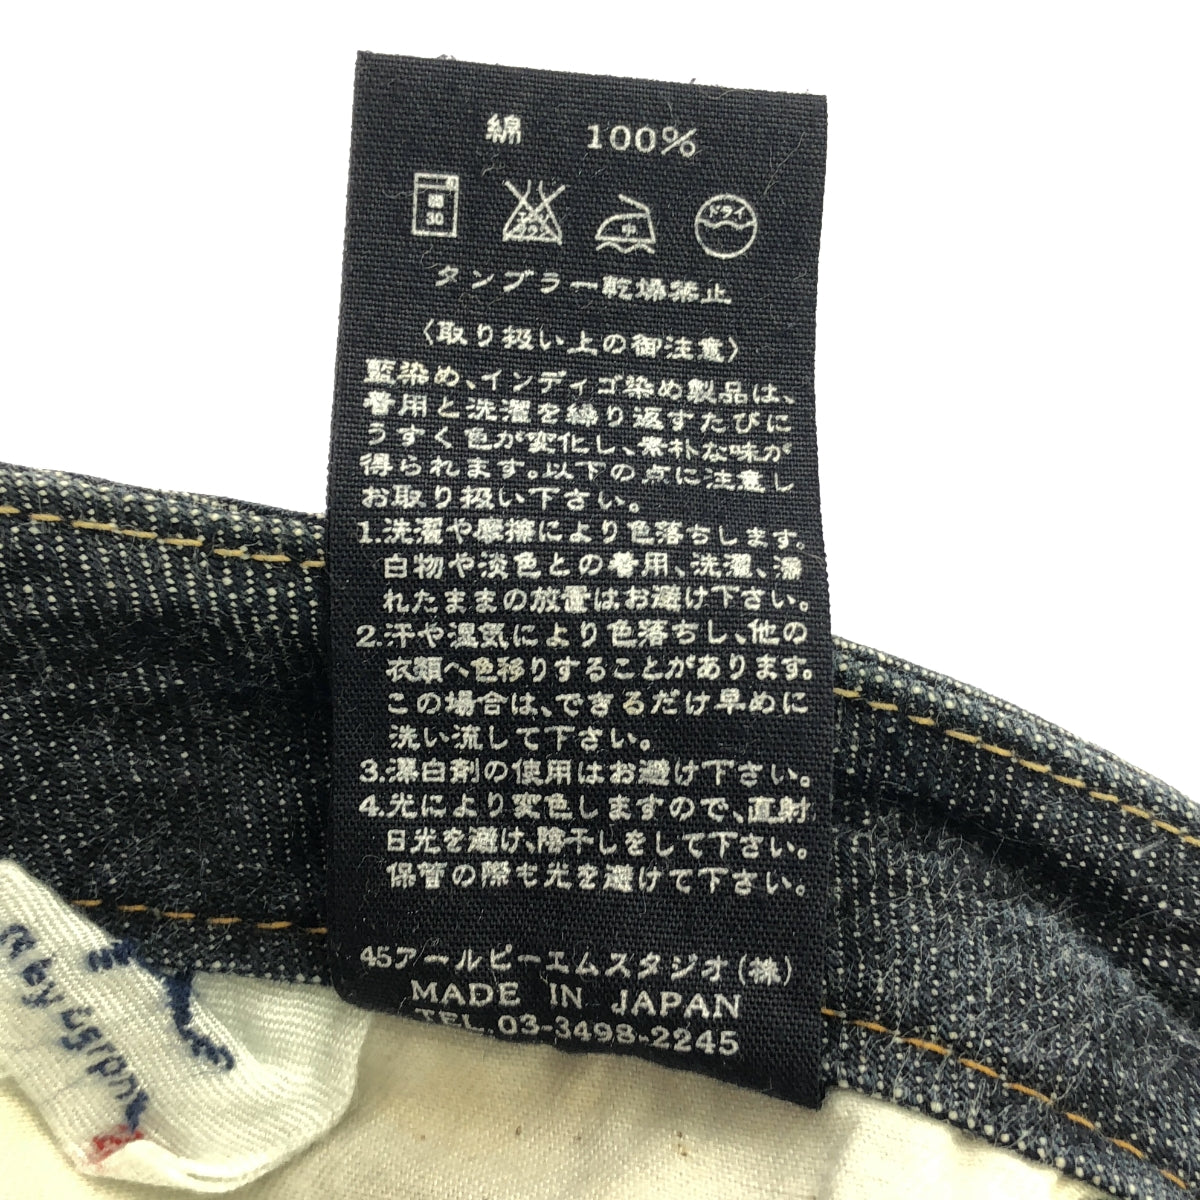 綿 100%
30
エンソ
サラシ
中
ドライ
タンブラー乾燥禁止
〈取り扱い上の御注意〉
藍染め、インディゴ染め製品は、
着用と洗濯を繰り返すたびに
うすく色が変化し、素朴な味が
得られます。以下の点に注意し
お取り扱い下さい。
1.洗濯や摩擦により色落ちします。
白物や淡色との着用、洗濯、濡
れたままの放置はお避け下さい。
2.汗や湿気により色落ちし、他の
衣類へ色移りすることがあります。
この場合は、できるだけ早めに
洗い流して下さい。
3.漂白剤の使用はお避け下さい。
4.光により変色しますので、直射
日光を避け、陰干しをして下さい。
保管の際も光を避けて下さい。
45アールピーエムスタジオ(株)
MADE IN JAPAN
TEL.03-3498-2245
R by 45rpm